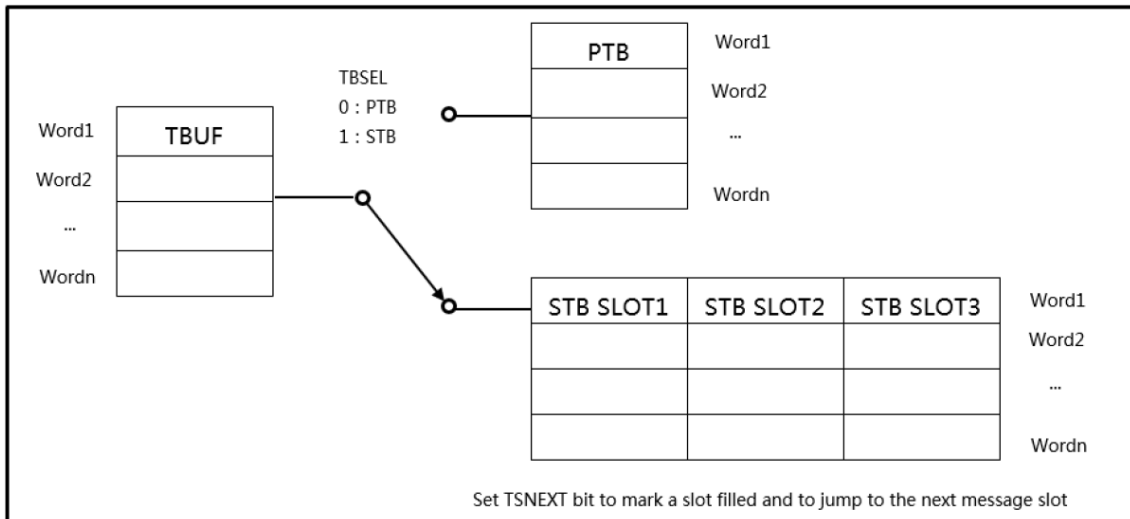 TBSEL
0 : PTB
1 : STB
Word1
TBUF
Word2
...
Wordn
PTB
Word1
Word2
...
Wordn
STB SLOT1
STB SLOT2
STB SLOT3
Word1
Word2
...
Wordn
Set TSNEXT bit to mark a slot filled and to jump to the next message slot